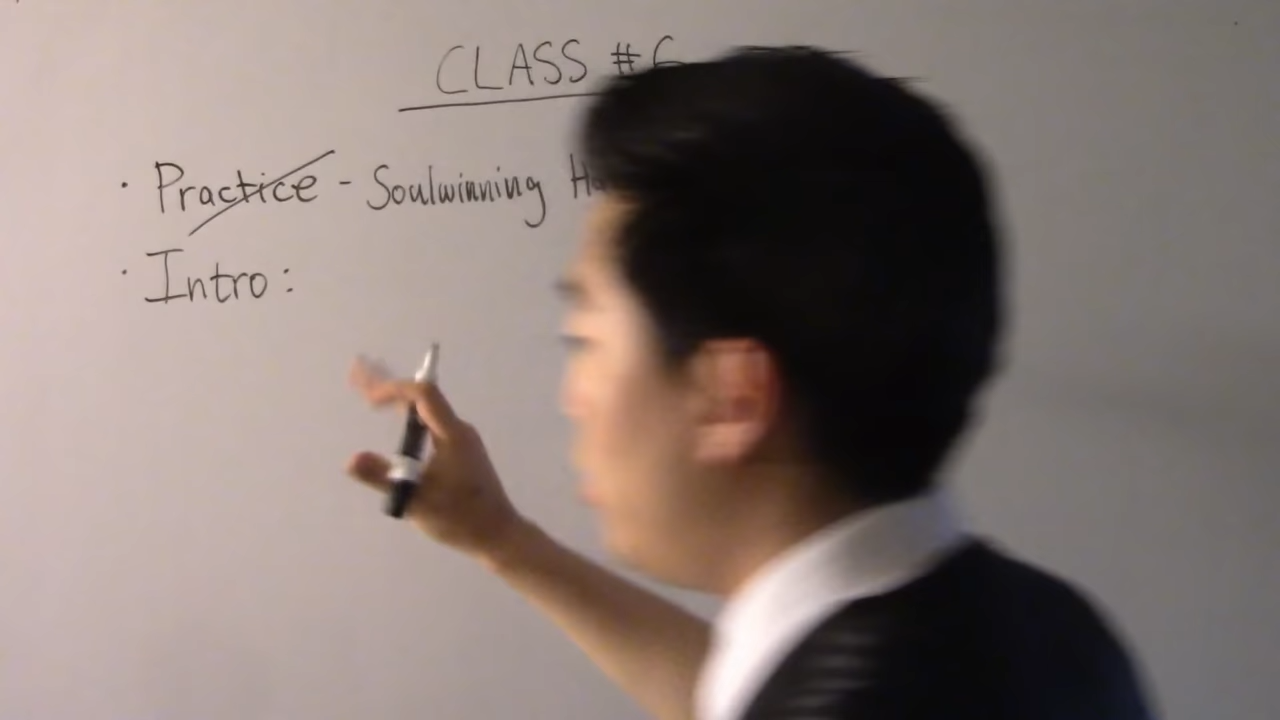 CLASS #6
· Practice - Soulwinning
· Intro: